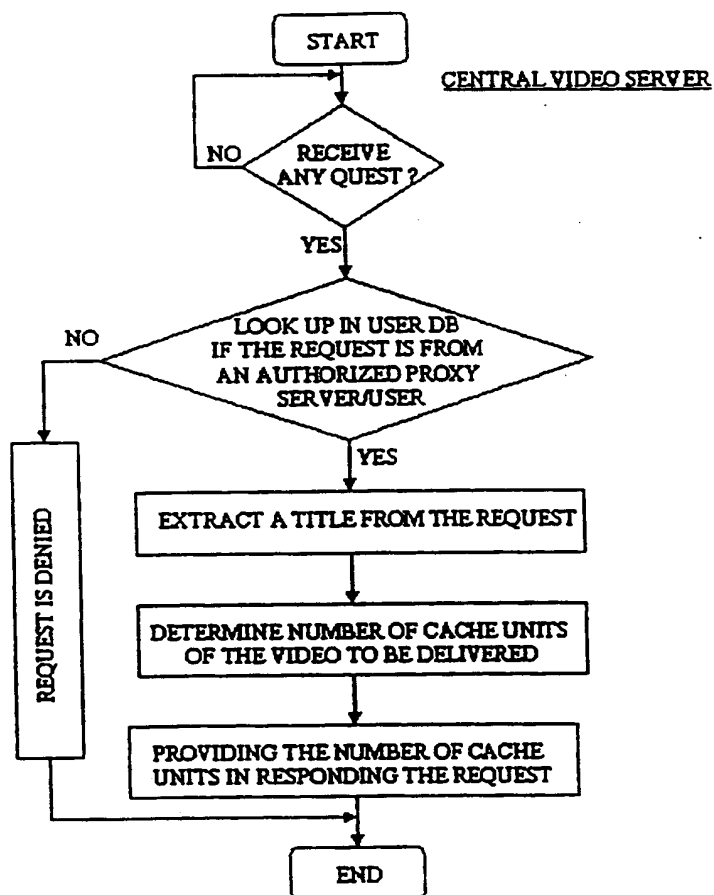 START
CENTRAL VIDEO SERVER
NO
RECEIVE
ANY QUEST ?
YES
NO
LOOK UP IN USER DB
IF THE REQUEST IS FROM
AN AUTHORIZED PROXY
SERVER/USER
YES
REQUEST IS DENIED
EXTRACT A TITLE FROM THE REQUEST
DETERMINE NUMBER OF CACHE UNITS
OF THE VIDEO TO BE DELIVERED
PROVIDING THE NUMBER OF CACHE
UNITS IN RESPONDING THE REQUEST
END